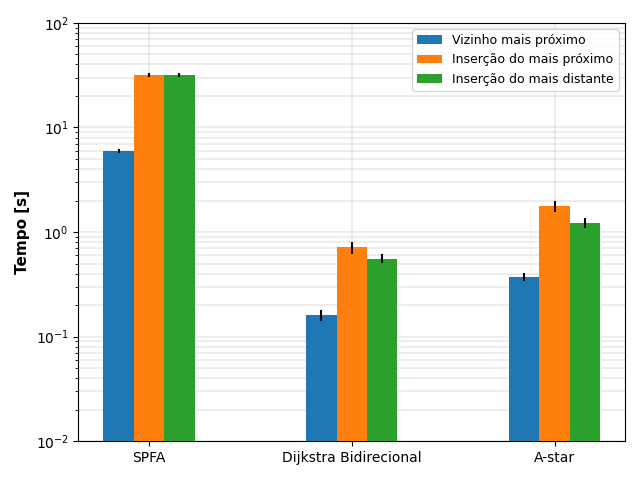 Vizinho mais próximo
Inserção do mais próximo
Inserção do mais distante
Tempo [s]
10²
10¹
10⁰
10⁻¹
10⁻²
SPFA
Dijkstra Bidirecional
A-star